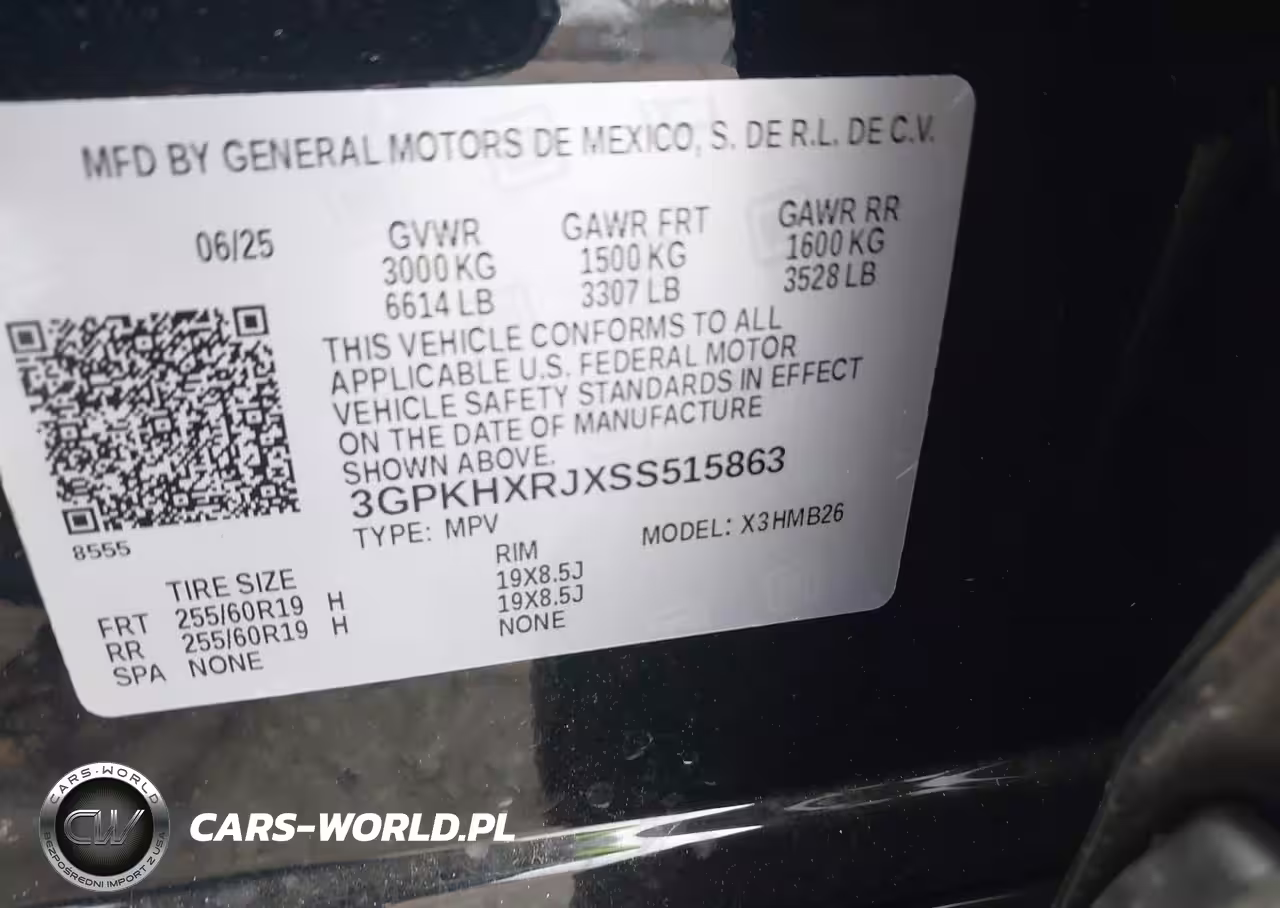 MFD BY GENERAL MOTORS DE MEXICO, S. DE R.L. DE C.V.
06/25 GVWR GAWR FRT GAWR RR
3000 KG 1500 KG 1600 KG
6614 LB 3307 LB 3528 LB
THIS VEHICLE CONFORMS TO ALL
APPLICABLE U.S. FEDERAL MOTOR
VEHICLE SAFETY STANDARDS IN EFFECT
ON THE DATE OF MANUFACTURE
SHOWN ABOVE.
3GPKHXRJXSS515863
8555 TYPE: MPV MODEL: X3HMB26
TIRE SIZE RIM
FRT 255/60R19 H 19X8.5J
RR 255/60R19 H 19X8.5J
SPA NONE NONE
CARS-WORLD
CW
BEZPOŚREDNI IMPORT Z USA
CARS-WORLD.PL